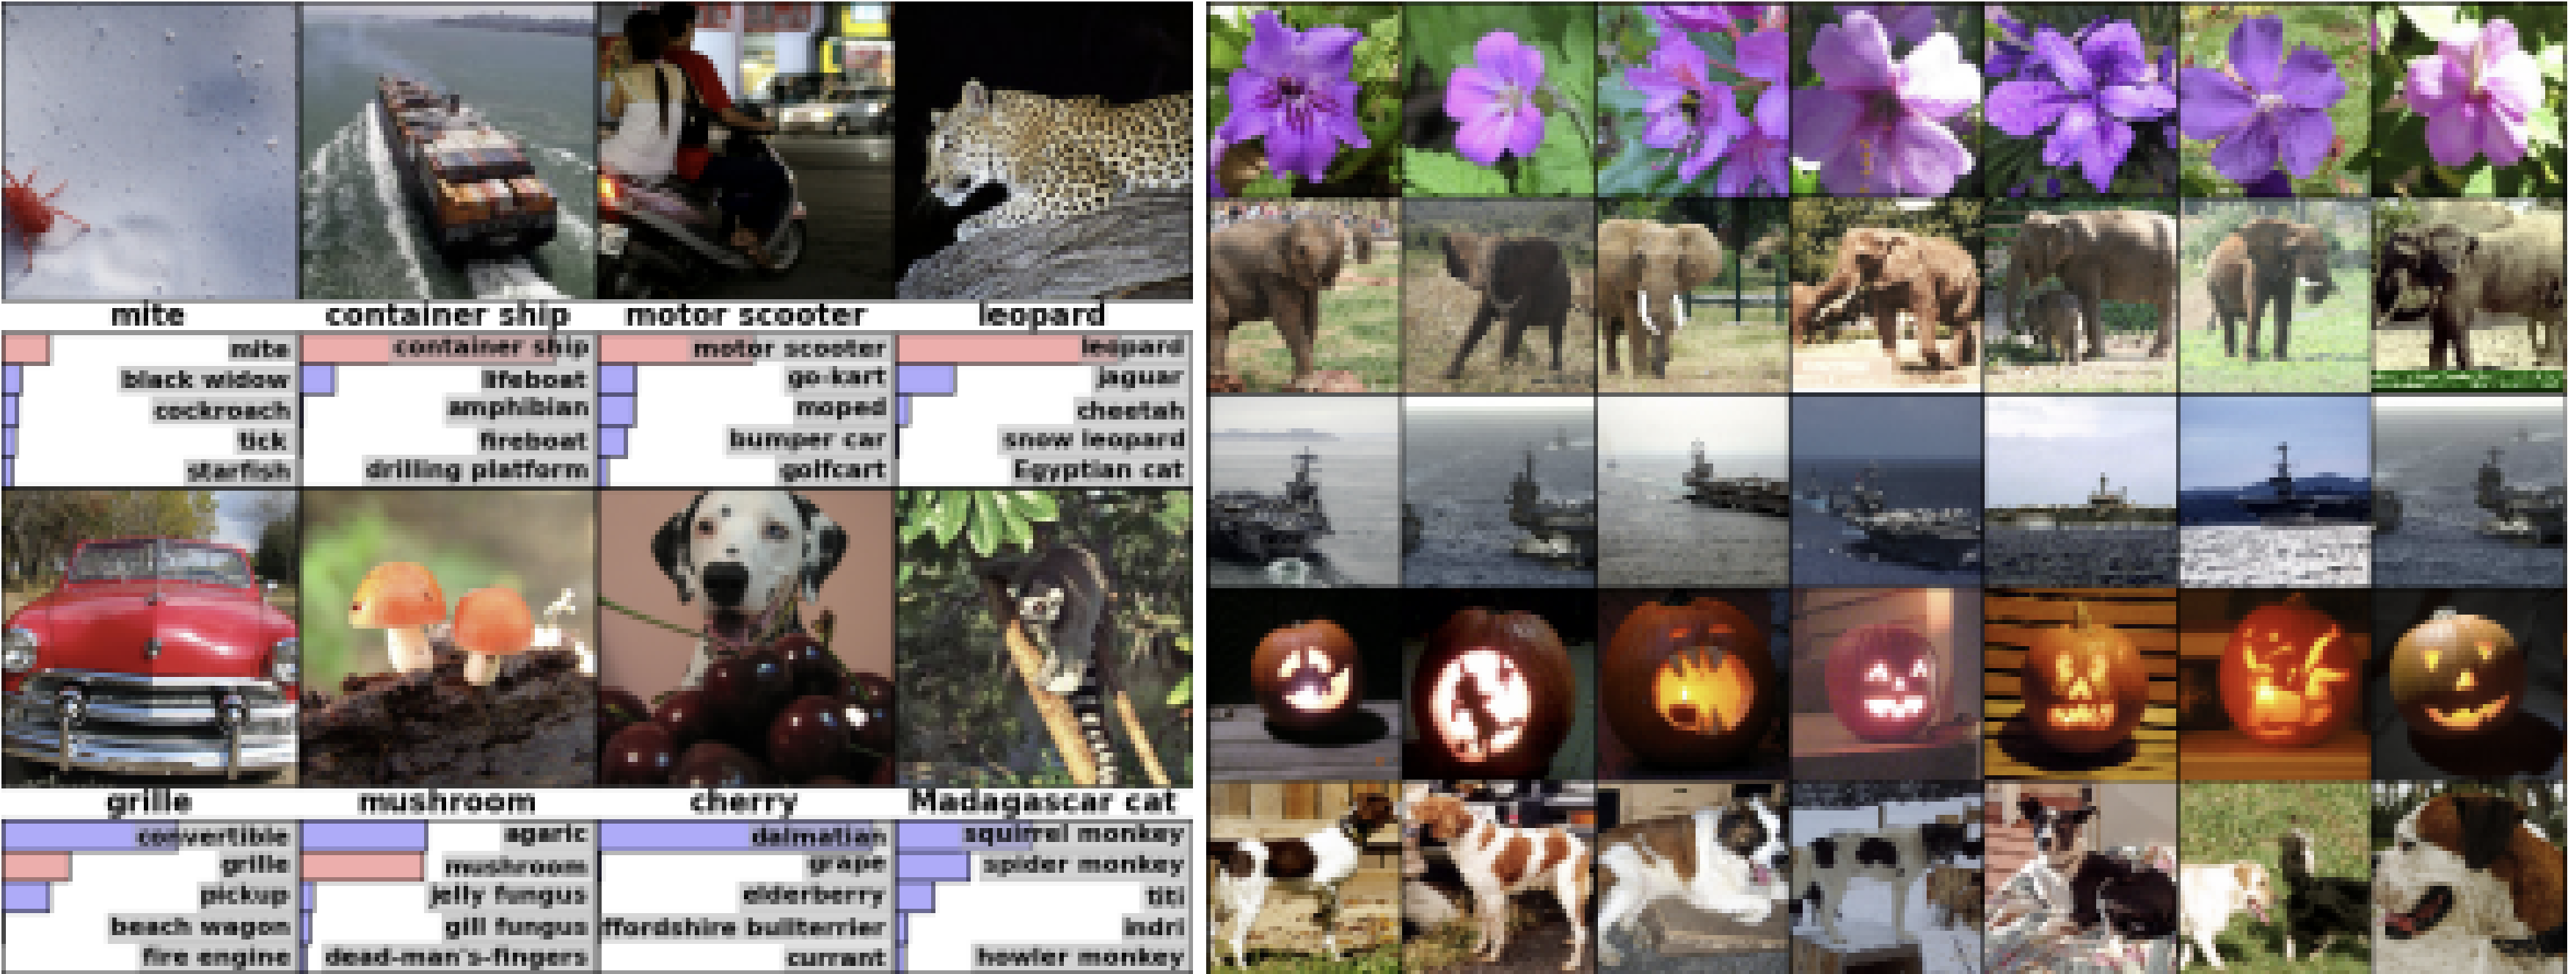 mite
container ship
motor scooter
leopard
mite
black widow
cockroach
tick
starfish
container ship
lifeboat
amphibian
fireboat
drilling platform
motor scooter
go-kart
moped
bumper car
golfcart
leopard
jaguar
cheetah
snow leopard
Egyptian cat
grille
mushroom
cherry
Madagascar cat
convertible
grille
pickup
beach wagon
fire engine
agaric
mushroom
jelly fungus
gill fungus
dead-man's-fingers
dalmatian
grape
elderberry
ffordshire bullterrier
currant
squirrel monkey
spider monkey
titi
indri
howler monkey